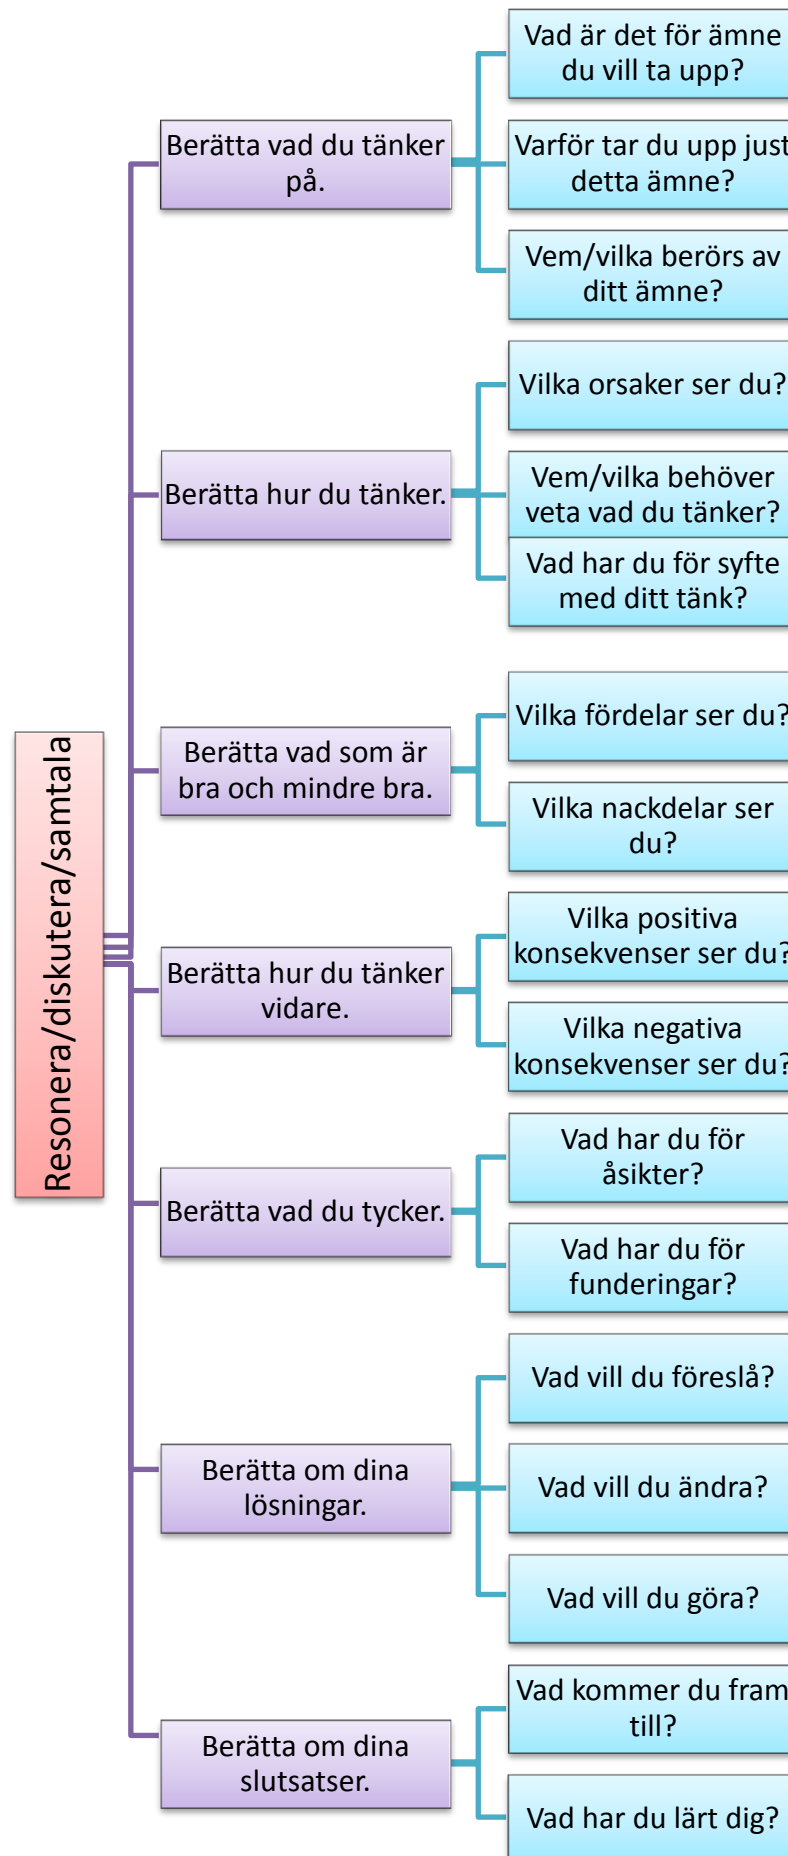 Resonera/diskutera/samtala
Berätta vad du tänker
på.
Vad är det för ämne
du vill ta upp?
Varför tar du upp just
detta ämne?
Vem/vilka berörs av
ditt ämne?
Berätta hur du tänker.
Vilka orsaker ser du?
Vem/vilka behöver
veta vad du tänker?
Vad har du för syfte
med ditt tänk?
Berätta vad som är
bra och mindre bra.
Vilka fördelar ser du?
Vilka nackdelar ser
du?
Berätta hur du tänker
vidare.
Vilka positiva
konsekvenser ser du?
Vilka negativa
konsekvenser ser du?
Berätta vad du tycker.
Vad har du för
åsikter?
Vad har du för
funderingar?
Berätta om dina
lösningar.
Vad vill du föreslå?
Vad vill du ändra?
Vad vill du göra?
Berätta om dina
slutsatser.
Vad kommer du fram
till?
Vad har du lärt dig?